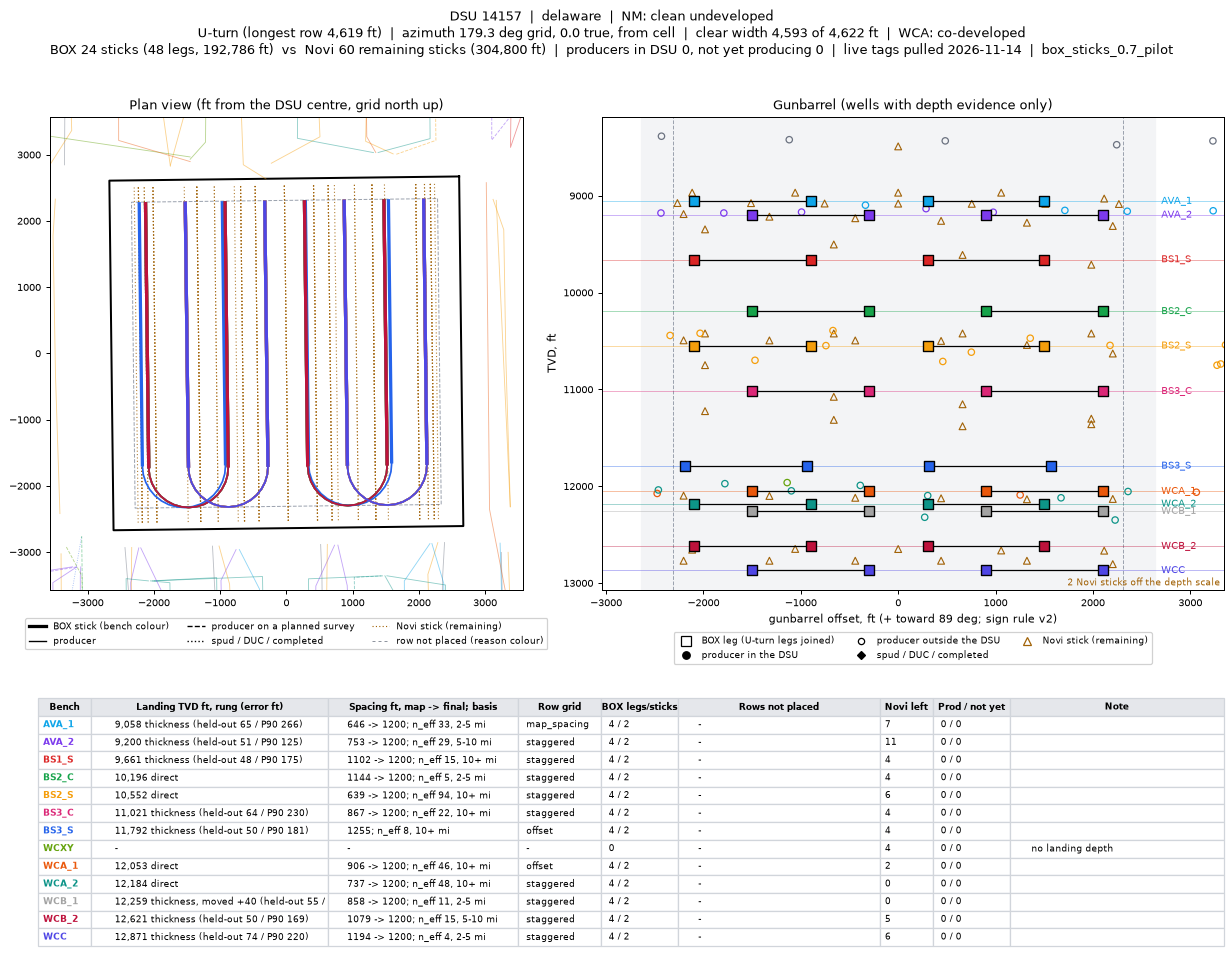 DSU 14157 | delaware | NM: clean undeveloped
U-turn (longest row 4,619 ft) | azimuth 179.3 deg grid, 0.0 true, from cell | clear width 4,593 of 4,622 ft | WCA: co-developed
BOX 24 sticks (48 legs, 192,786 ft) vs Novi 60 remaining sticks (304,800 ft) | producers in DSU 0, not yet producing 0 | live tags pulled 2026-11-14 | box_sticks_0.7_pilot
Plan view (ft from the DSU centre, grid north up)
3000
2000
1000
0
−1000
−2000
−3000
−3000 −2000 −1000 0 1000 2000 3000
BOX stick (bench colour) producer on a planned survey Novi stick (remaining)
producer spud / DUC / completed row not placed (reason colour)
Gunbarrel (wells with depth evidence only)
TVD, ft
9000
10000
11000
12000
13000
AVA_1
AVA_2
BS1_S
BS2_C
BS2_S
BS3_C
BS3_S
WCA_1
WCA_2
WCB_1
WCB_2
WCC
2 Novi sticks off the depth scale
−3000 −2000 −1000 0 1000 2000 3000
gunbarrel offset, ft (+ toward 89 deg; sign rule v2)
BOX leg (U-turn legs joined) producer outside the DSU Novi stick (remaining)
producer in the DSU spud / DUC / completed
Bench Landing TVD ft, rung (error ft) Spacing ft, map -> final; basis Row grid BOX legs/sticks Rows not placed Novi left Prod / not yet Note
AVA_1 9,058 thickness (held-out 65 / P90 266) 646 -> 1200; n_eff 33, 2-5 mi map_spacing 4 / 2 - 7 0 / 0
AVA_2 9,200 thickness (held-out 51 / P90 125) 753 -> 1200; n_eff 29, 5-10 mi staggered 4 / 2 - 11 0 / 0
BS1_S 9,661 thickness (held-out 48 / P90 175) 1102 -> 1200; n_eff 15, 10+ mi staggered 4 / 2 - 4 0 / 0
BS2_C 10,196 direct 1144 -> 1200; n_eff 5, 2-5 mi staggered 4 / 2 - 4 0 / 0
BS2_S 10,552 direct 639 -> 1200; n_eff 94, 10+ mi staggered 4 / 2 - 6 0 / 0
BS3_C 11,021 thickness (held-out 64 / P90 230) 867 -> 1200; n_eff 22, 10+ mi staggered 4 / 2 - 4 0 / 0
BS3_S 11,792 thickness (held-out 50 / P90 181) 1255; n_eff 8, 10+ mi offset 4 / 2 - 4 0 / 0
WCXY - - - 0 4 0 / 0 no landing depth
WCA_1 12,053 direct 906 -> 1200; n_eff 46, 10+ mi offset 4 / 2 - 2 0 / 0
WCA_2 12,184 direct 737 -> 1200; n_eff 48, 10+ mi staggered 4 / 2 - 0 0 / 0
WCB_1 12,259 thickness, moved +40 (held-out 55 / 858 -> 1200; n_eff 11, 2-5 mi staggered 4 / 2 - 0 0 / 0
WCB_2 12,621 thickness (held-out 50 / P90 169) 1079 -> 1200; n_eff 15, 5-10 mi staggered 4 / 2 - 5 0 / 0
WCC 12,871 thickness (held-out 74 / P90 220) 1194 -> 1200; n_eff 4, 2-5 mi staggered 4 / 2 - 6 0 / 0